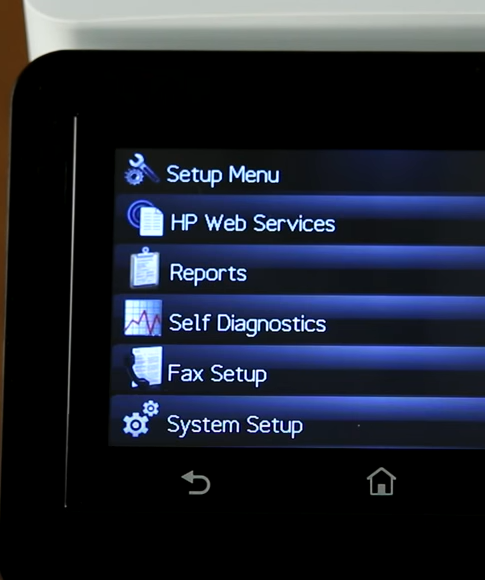 Setup Menu
HP Web Services
Reports
Self Diagnostics
Fax Setup
System Setup